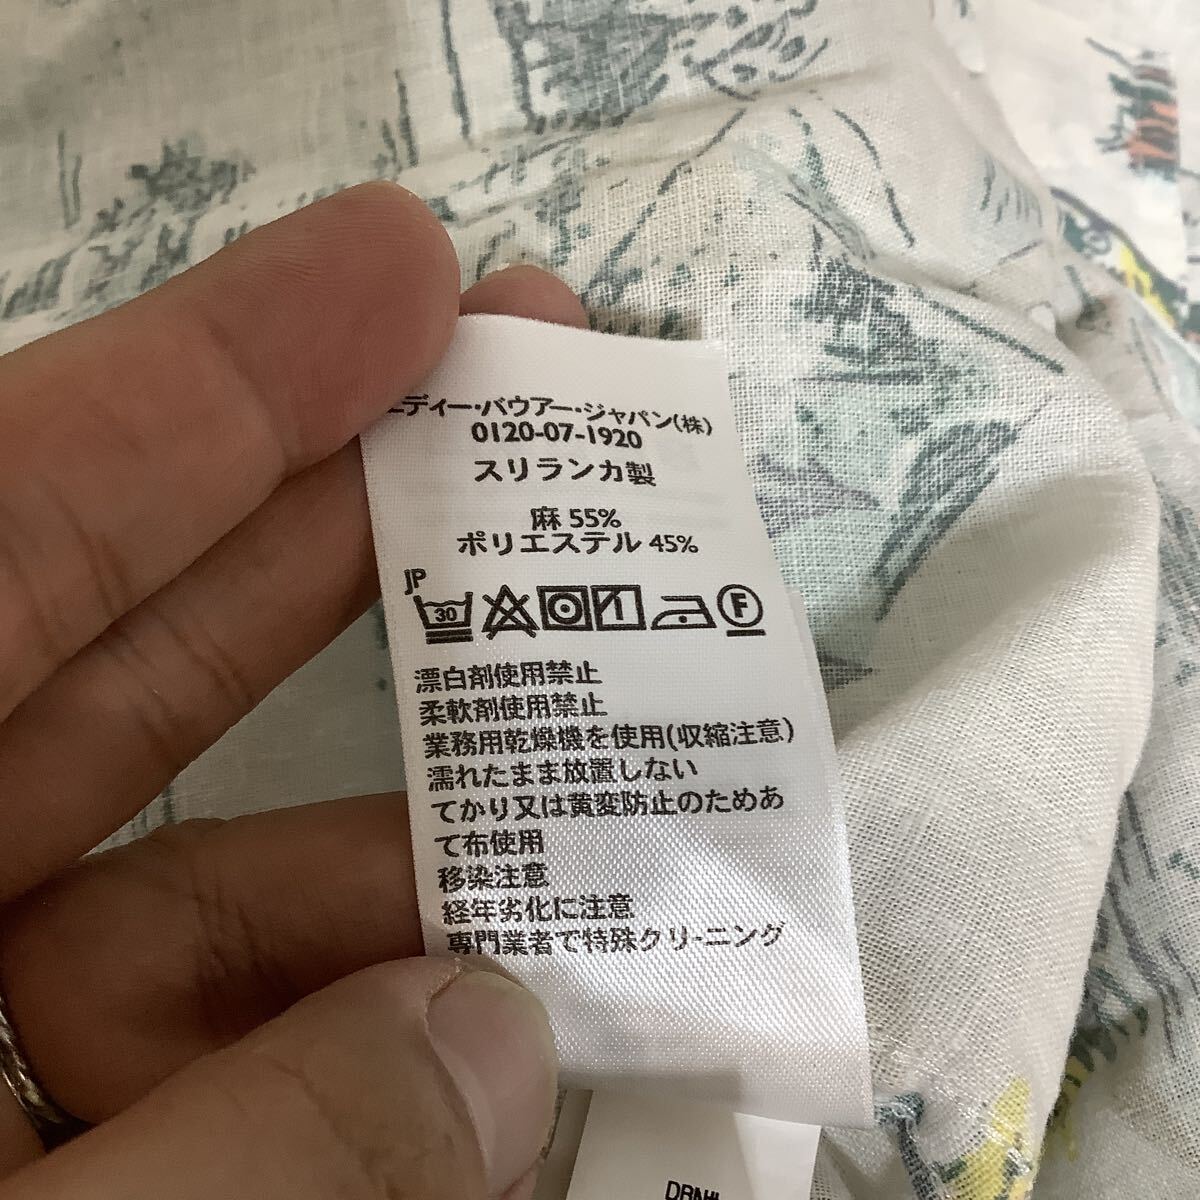 エディー・バウアー・ジャパン(株)
0120-07-1920
スリランカ製
麻 55%
ポリエステル 45%
JP
30
F
漂白剤使用禁止
柔軟剤使用禁止
業務用乾燥機を使用(収縮注意)
濡れたまま放置しない
てかり又は黄変防止のためあ
て布使用
移染注意
経年劣化に注意
専門業者で特殊クリ-ニング